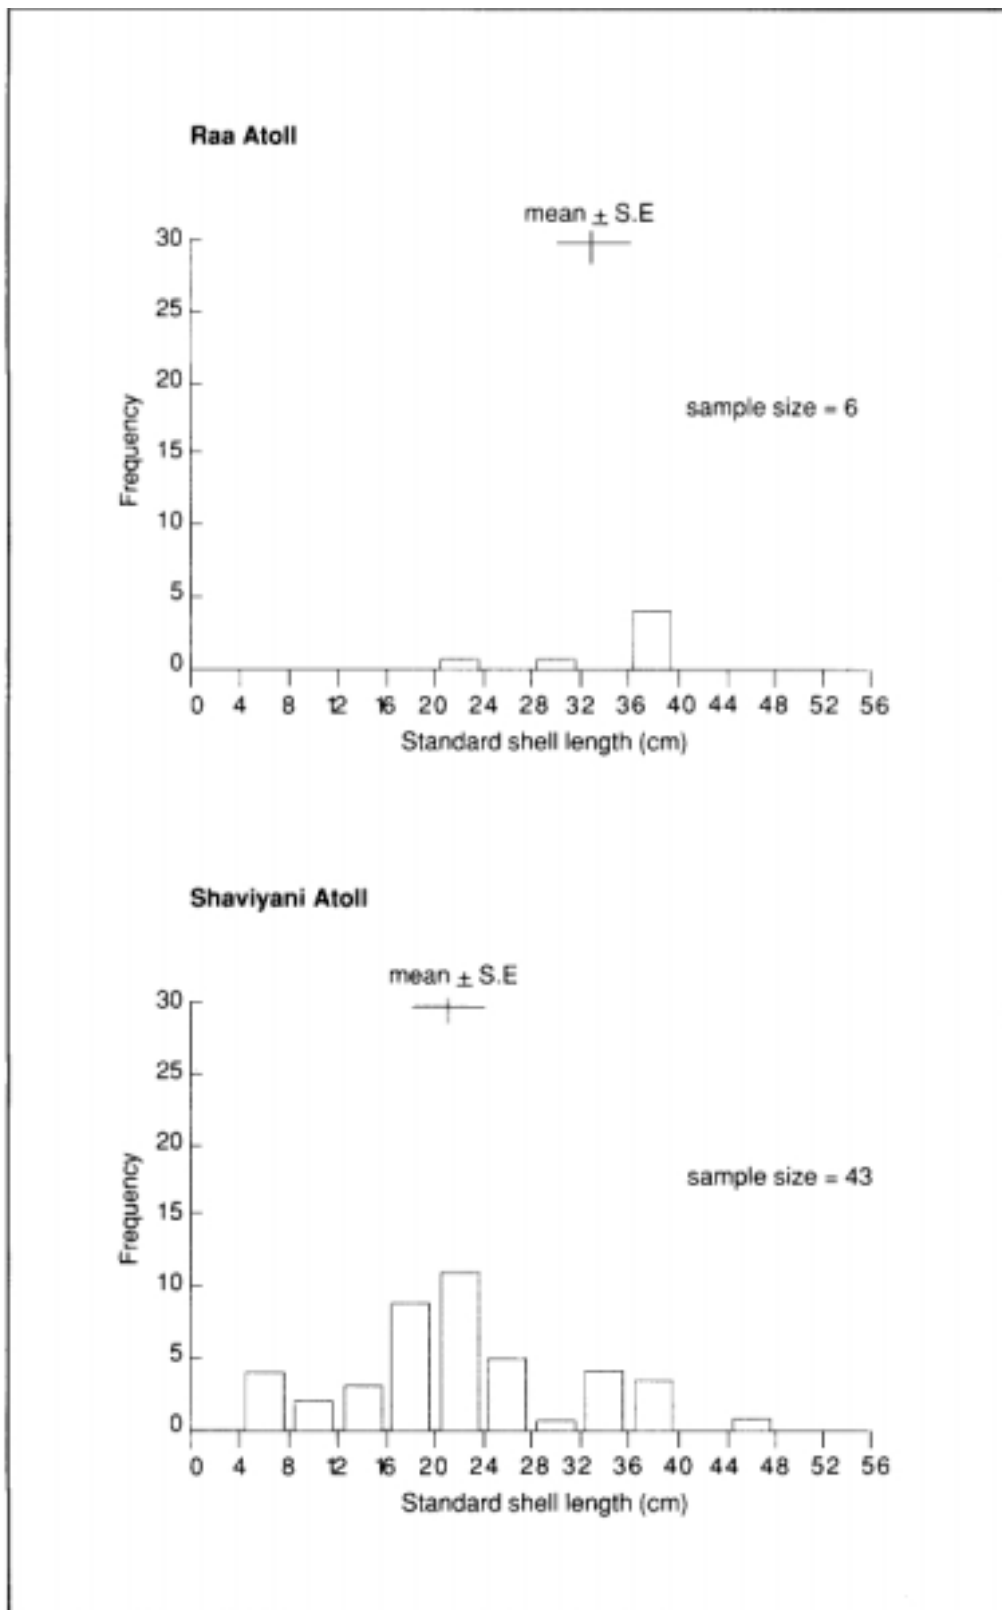 Raa Atoll
mean ± S.E
30
25
20
15
10
5
0
Frequency
sample size = 6
0 4 8 12 16 20 24 28 32 36 40 44 48 52 56
Standard shell length (cm)
Shaviyani Atoll
mean ± S.E
30
25
20
15
10
5
0
Frequency
sample size = 43
0 4 8 12 16 20 24 28 32 36 40 44 48 52 56
Standard shell length (cm)